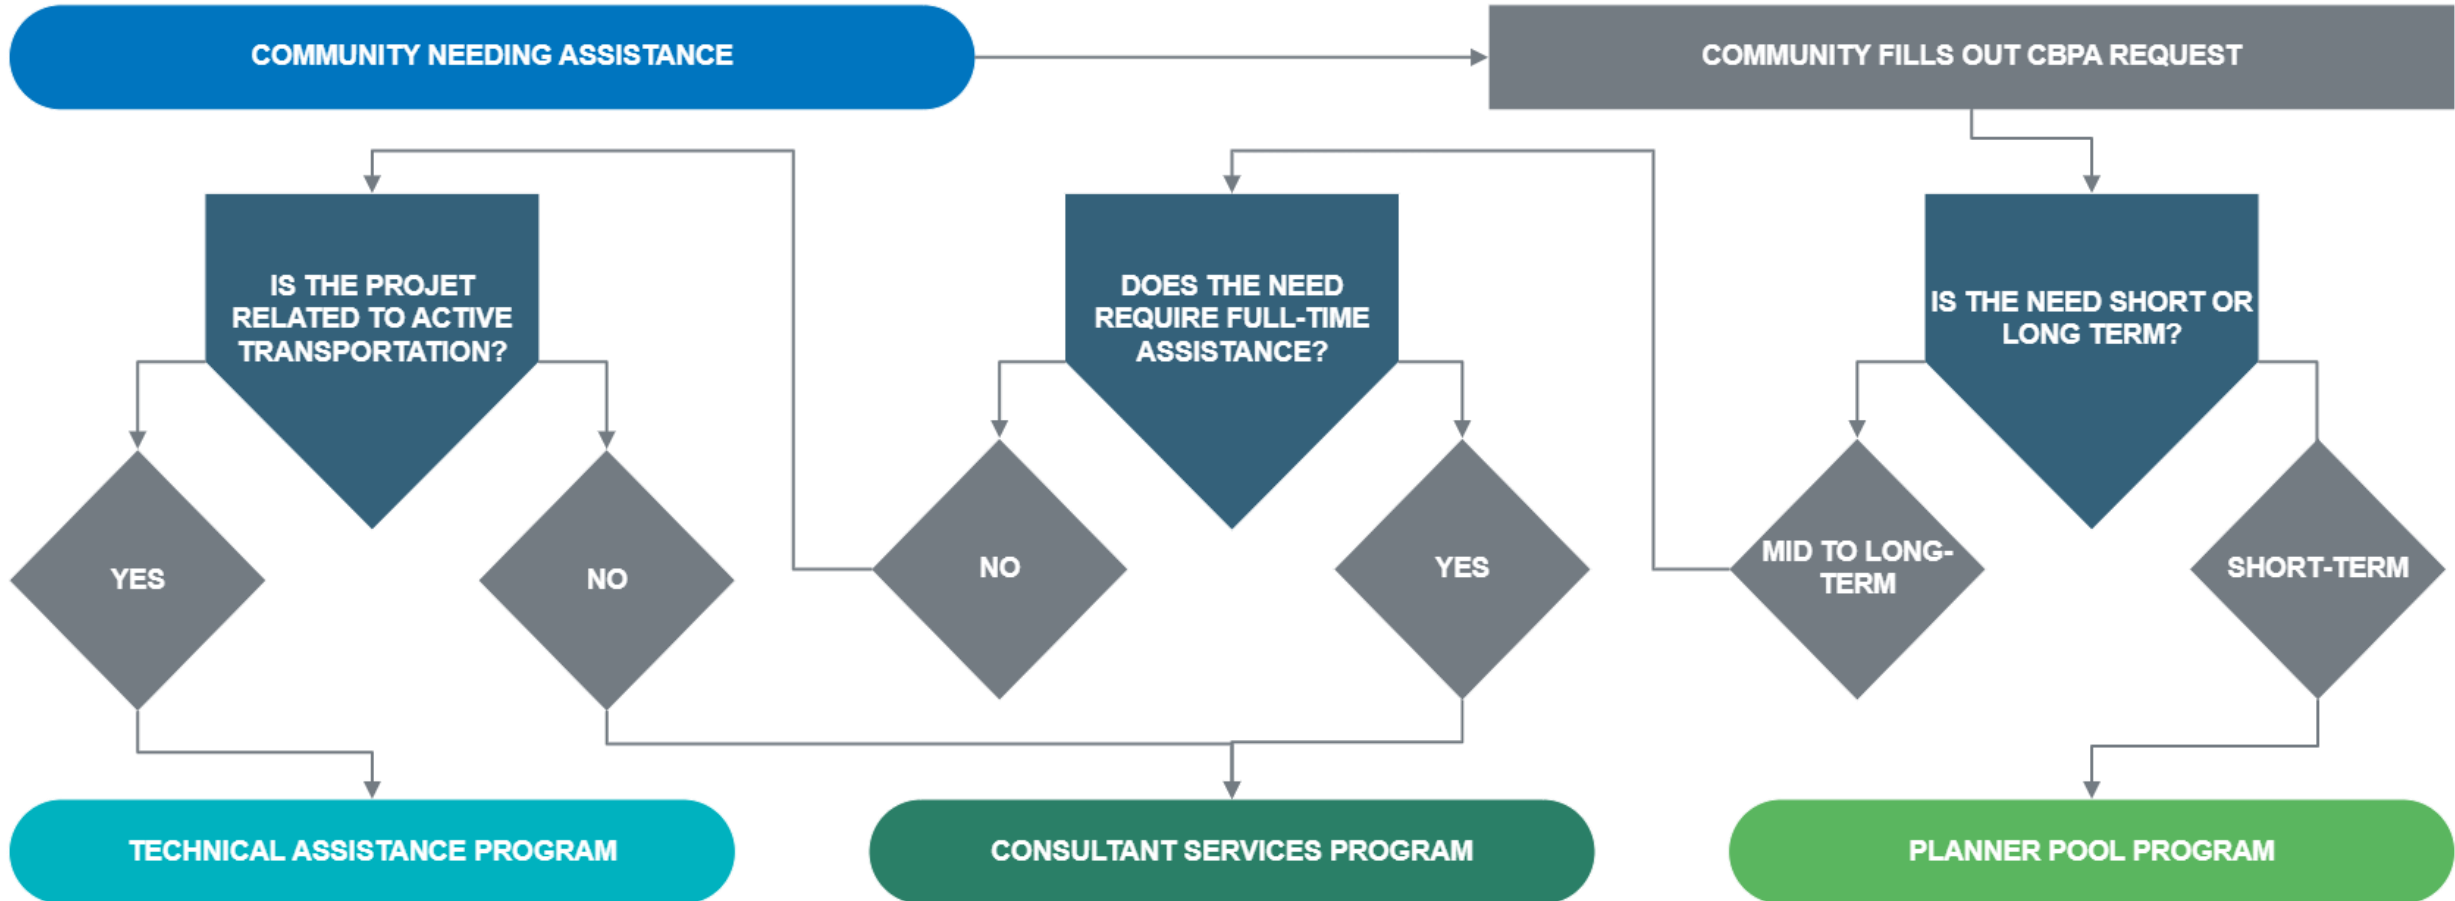 COMMUNITY NEEDING ASSISTANCE
COMMUNITY FILLS OUT CBPA REQUEST
IS THE PROJET
RELATED TO ACTIVE
TRANSPORTATION?
DOES THE NEED
REQUIRE FULL-TIME
ASSISTANCE?
IS THE NEED SHORT OR
LONG TERM?
YES
NO
NO
YES
MID TO LONG-
TERM
SHORT-TERM
TECHNICAL ASSISTANCE PROGRAM
CONSULTANT SERVICES PROGRAM
PLANNER POOL PROGRAM